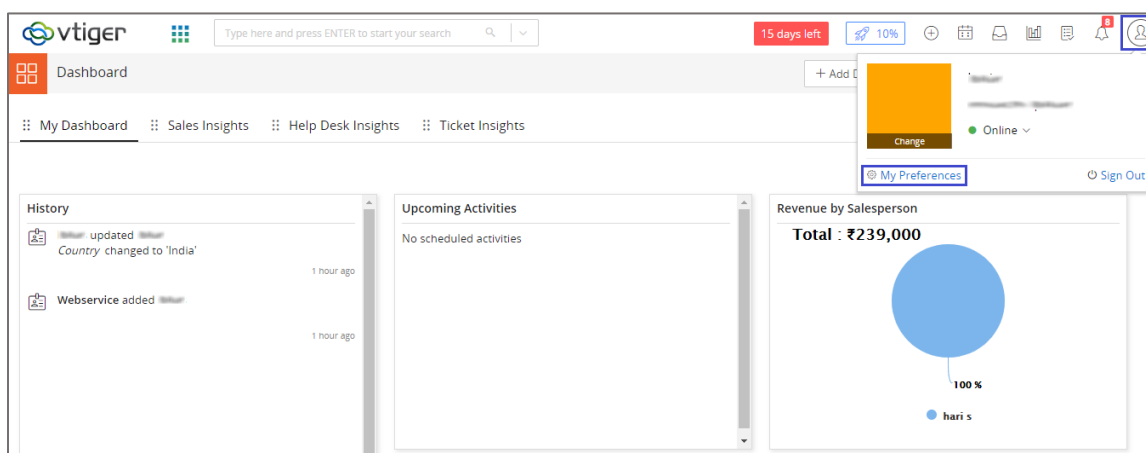 vtiger
Type here and press ENTER to start your search
15 days left
10%
8
Dashboard
+ Add D
Change
Online
My Preferences
Sign Out
My Dashboard
Sales Insights
Help Desk Insights
Ticket Insights
History
updated
Country changed to 'India'
1 hour ago
Webservice added
1 hour ago
Upcoming Activities
No scheduled activities
Revenue by Salesperson
Total : ₹239,000
100 %
hari s